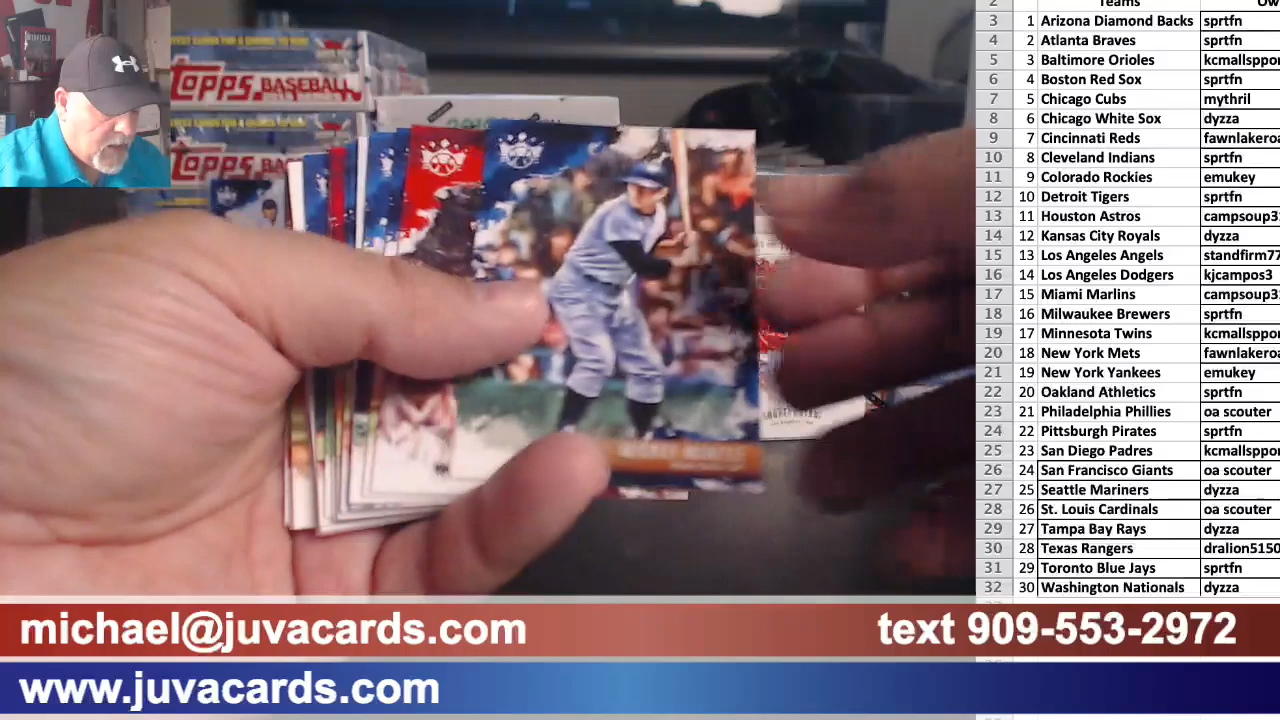 Topps BASEBALL
Topps BASEBALL
2 Teams Ow
3 1 Arizona Diamond Backs sprtfn
4 2 Atlanta Braves sprtfn
5 3 Baltimore Orioles kcmallsppor
6 4 Boston Red Sox sprtfn
7 5 Chicago Cubs mythril
8 6 Chicago White Sox dyzza
9 7 Cincinnati Reds fawnlakeroa
10 8 Cleveland Indians sprtfn
11 9 Colorado Rockies emukey
12 10 Detroit Tigers sprtfn
13 11 Houston Astros campsoup31
14 12 Kansas City Royals dyzza
15 13 Los Angeles Angels standfirm77
16 14 Los Angeles Dodgers kjcampos3
17 15 Miami Marlins campsoup31
18 16 Milwaukee Brewers sprtfn
19 17 Minnesota Twins kcmallsppor
20 18 New York Mets fawnlakeroa
21 19 New York Yankees emukey
22 20 Oakland Athletics sprtfn
23 21 Philadelphia Phillies oa scouter
24 22 Pittsburgh Pirates sprtfn
25 23 San Diego Padres kcmallsppor
26 24 San Francisco Giants oa scouter
27 25 Seattle Mariners dyzza
28 26 St. Louis Cardinals oa scouter
29 27 Tampa Bay Rays dyzza
30 28 Texas Rangers dralion5150
31 29 Toronto Blue Jays sprtfn
32 30 Washington Nationals dyzza
michael@juvacards.com text 909-553-2972
www.juvacards.com